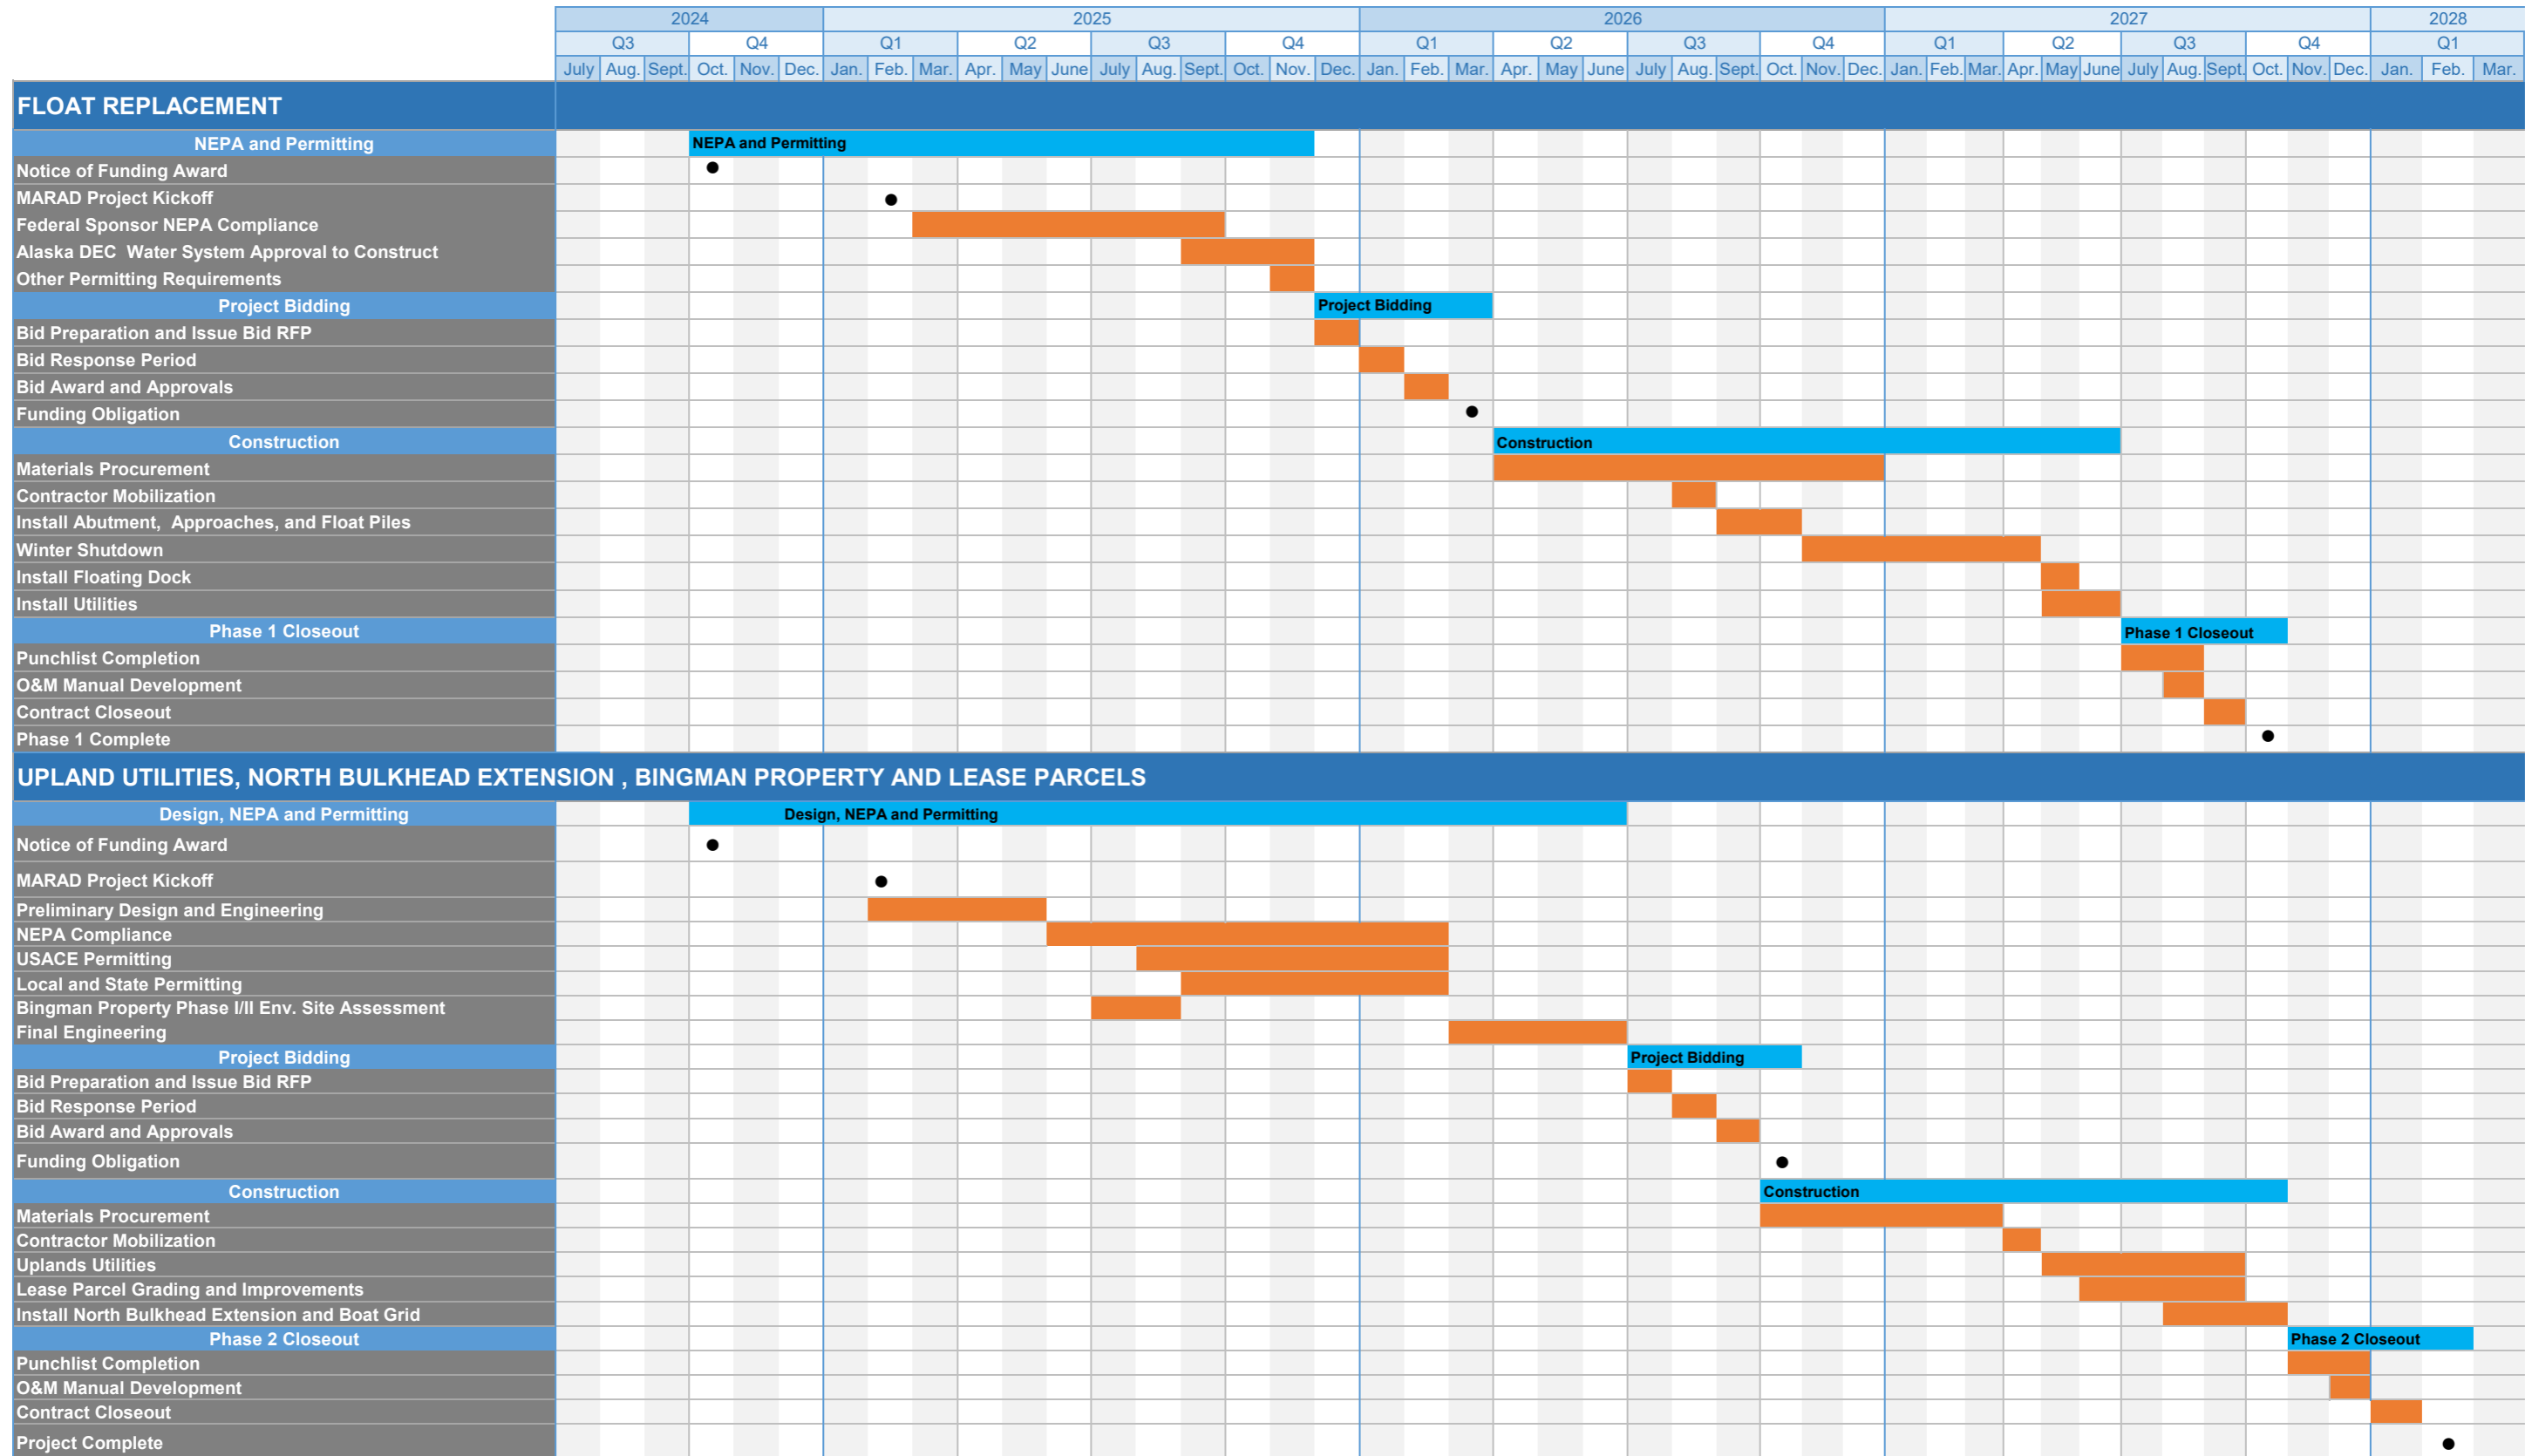 2024 2025 2026 2027 2028
Q3 Q4 Q1 Q2 Q3 Q4 Q1 Q2 Q3 Q4 Q1 Q2 Q3 Q4 Q1
July Aug. Sept. Oct. Nov. Dec. Jan. Feb. Mar. Apr. May June July Aug. Sept. Oct. Nov. Dec. Jan. Feb. Mar. Apr. May June July Aug. Sept. Oct. Nov. Dec. Jan. Feb. Mar. Apr. May June July Aug. Sept. Oct. Nov. Dec. Jan. Feb. Mar.
FLOAT REPLACEMENT
NEPA and Permitting NEPA and Permitting
Notice of Funding Award
MARAD Project Kickoff
Federal Sponsor NEPA Compliance
Alaska DEC Water System Approval to Construct
Other Permitting Requirements
Project Bidding Project Bidding
Bid Preparation and Issue Bid RFP
Bid Response Period
Bid Award and Approvals
Funding Obligation
Construction Construction
Materials Procurement
Contractor Mobilization
Install Abutment, Approaches, and Float Piles
Winter Shutdown
Install Floating Dock
Install Utilities
Phase 1 Closeout Phase 1 Closeout
Punchlist Completion
O&M Manual Development
Contract Closeout
Phase 1 Complete
UPLAND UTILITIES, NORTH BULKHEAD EXTENSION , BINGMAN PROPERTY AND LEASE PARCELS
Design, NEPA and Permitting Design, NEPA and Permitting
Notice of Funding Award
MARAD Project Kickoff
Preliminary Design and Engineering
NEPA Compliance
USACE Permitting
Local and State Permitting
Bingman Property Phase I/II Env. Site Assessment
Final Engineering
Project Bidding Project Bidding
Bid Preparation and Issue Bid RFP
Bid Response Period
Bid Award and Approvals
Funding Obligation
Construction Construction
Materials Procurement
Contractor Mobilization
Uplands Utilities
Lease Parcel Grading and Improvements
Install North Bulkhead Extension and Boat Grid
Phase 2 Closeout Phase 2 Closeout
Punchlist Completion
O&M Manual Development
Contract Closeout
Project Complete